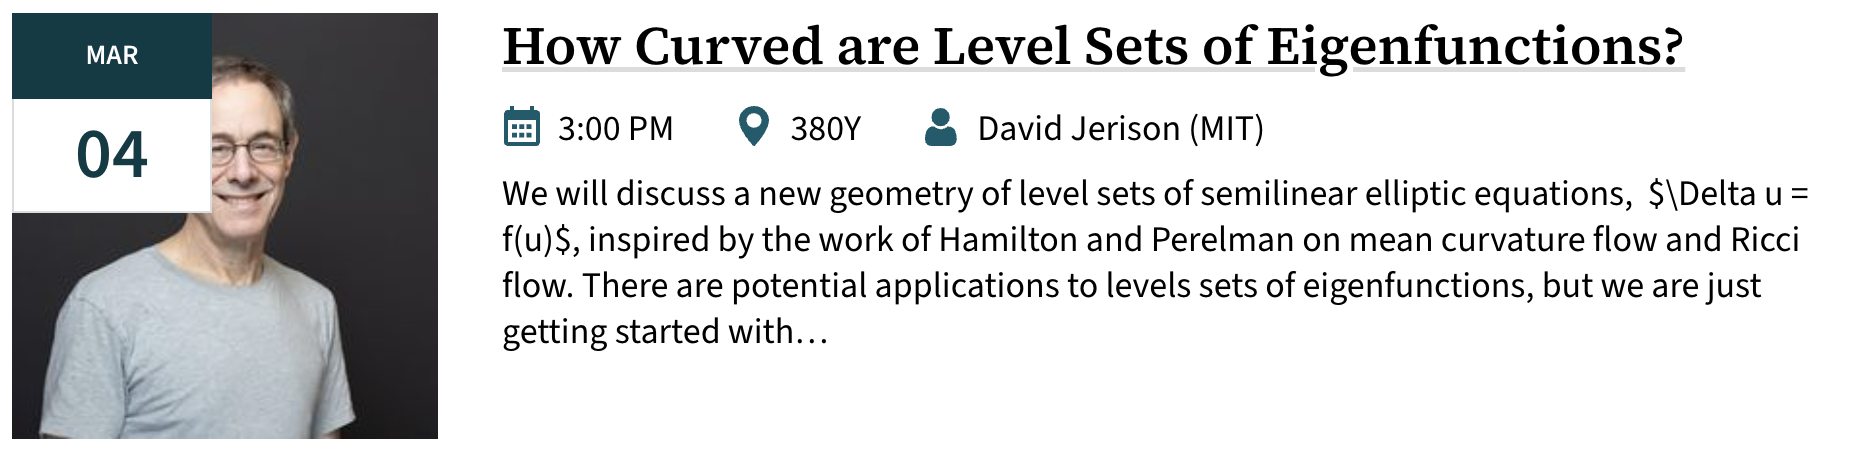 MAR
04
How Curved are Level Sets of Eigenfunctions?
3:00 PM 380Y David Jerison (MIT)
We will discuss a new geometry of level sets of semilinear elliptic equations,  $\Delta u =
f(u)$, inspired by the work of Hamilton and Perelman on mean curvature flow and Ricci
flow. There are potential applications to levels sets of eigenfunctions, but we are just
getting started with…